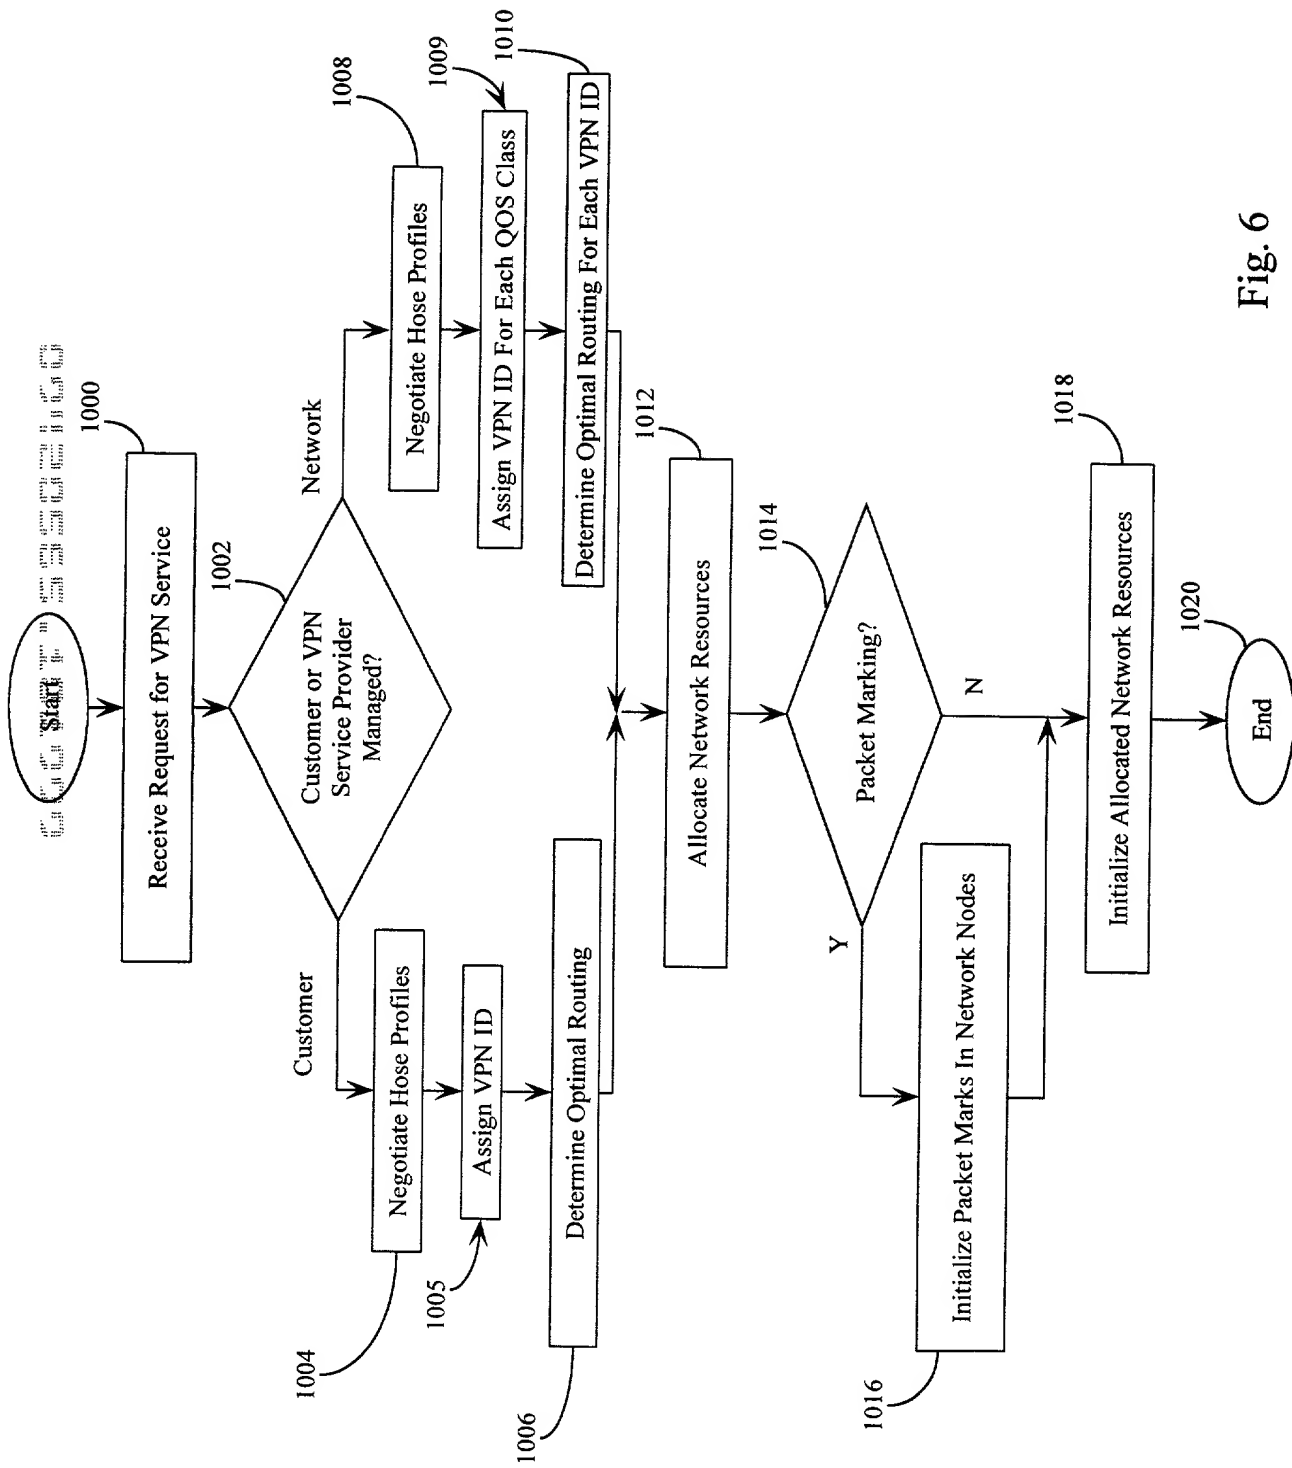 Start
1000
Receive Request for VPN Service
1002
Customer or VPN
Service Provider
Managed?
Customer
Network
1004
Negotiate Hose Profiles
1005
Assign VPN ID
1006
Determine Optimal Routing
1008
Negotiate Hose Profiles
1009
Assign VPN ID For Each QOS Class
1010
Determine Optimal Routing For Each VPN ID
1012
Allocate Network Resources
1014
Packet Marking?
Y
N
1016
Initialize Packet Marks In Network Nodes
1018
Initialize Allocated Network Resources
1020
End
Fig. 6